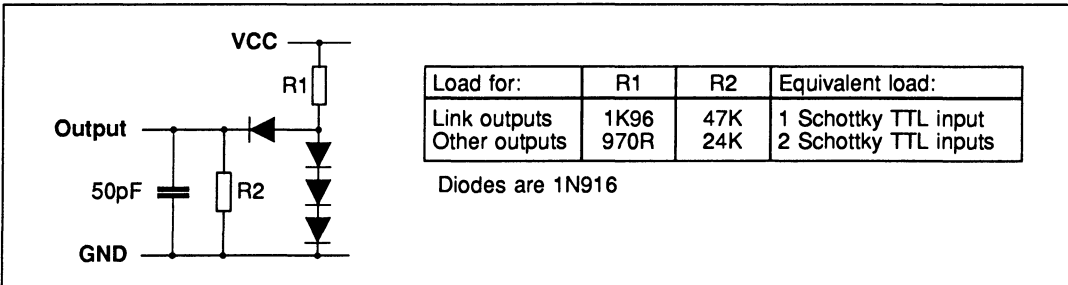 VCC
R1
Output
50pF
R2
GND
Load for: R1 R2 Equivalent load:
Link outputs 1K96 47K 1 Schottky TTL input
Other outputs 970R 24K 2 Schottky TTL inputs
Diodes are 1N916